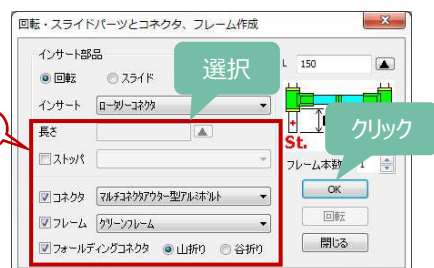 回転・スライドパーツとコネクタ、フレーム作成
インサート部品
回転 スライド
選択
L 150
インサート ロータリーコネクタ
長さ
St.
クリック
ストッパ
フレーム本数 1
コネクタ マルチコネクタアウター型アルミボルト
OK
フレーム グリーンフレーム
回転
フォールディングコネクタ 山折り 谷折り
閉じる